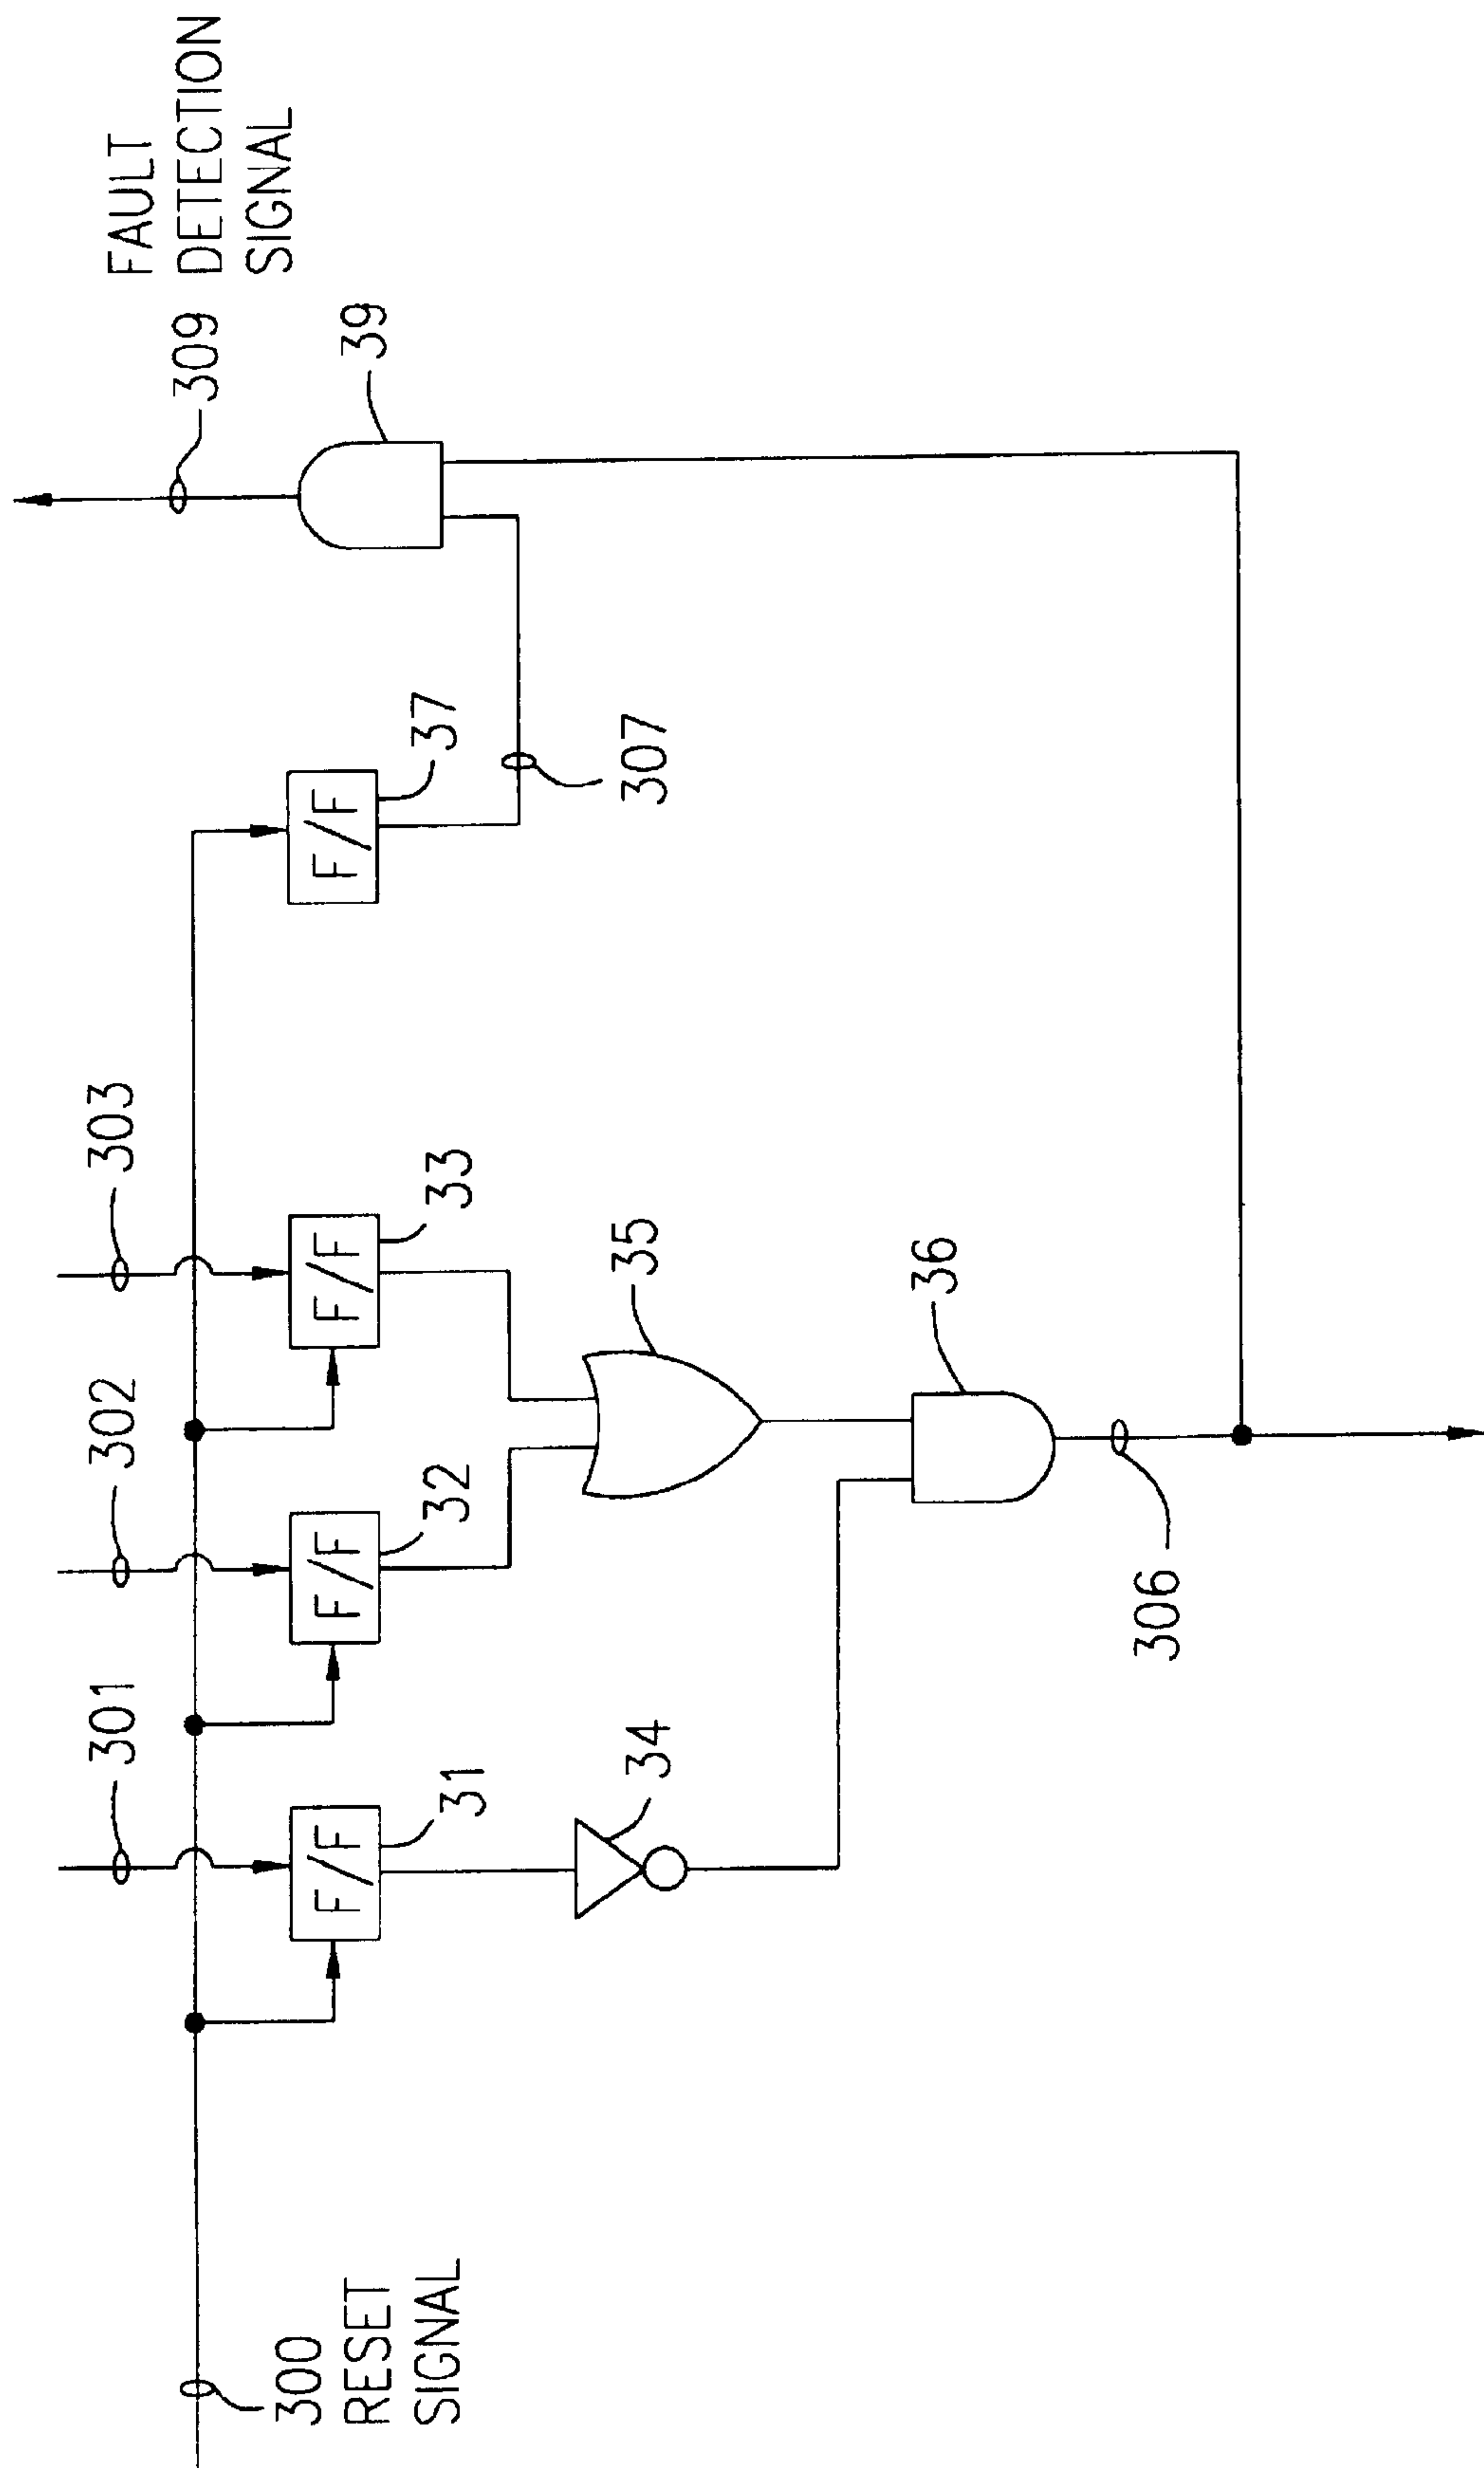 301
302
303
309
FAULT
DETECTION
SIGNAL
F/F
31
F/F
32
F/F
33
F/F
37
39
300
RESET
SIGNAL
34
35
307
36
306